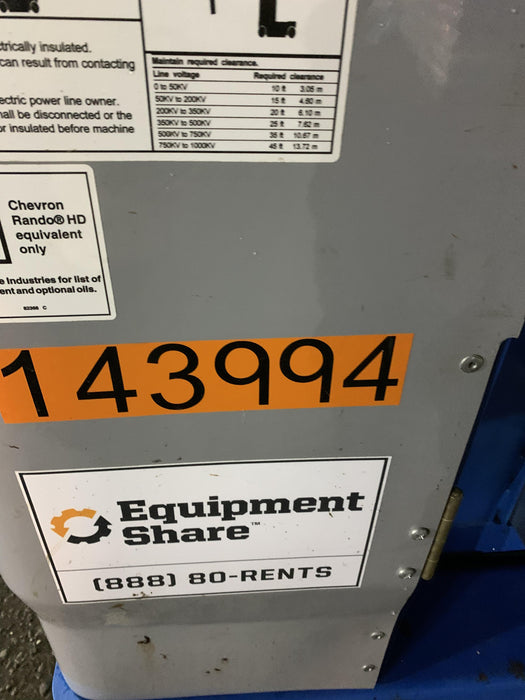 trically insulated.
can result from contacting
ectric power line owner.
hall be disconnected or the
or insulated before machine
Maintain required clearance.
Line voltage Required clearance
0 to 50KV 10 ft 3.05 m
50KV to 200KV 15 ft 4.60 m
200KV to 350KV 20 ft 6.10 m
350KV to 500KV 25 ft 7.62 m
500KV to 750KV 35 ft 10.67 m
750KV to 1000KV 45 ft 13.72 m
Chevron
Rando® HD
equivalent
only
e Industries for list of
ent and optional oils.
143994
Equipment
Share™
(888) 80-RENTS